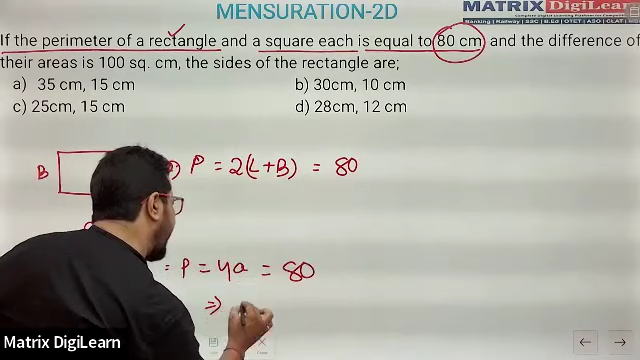 MENSURATION-2D
MATRIX DigiLearn
Banking | Railway | SSC | B.Ed | OTET | ASO | CLAT |
If the perimeter of a rectangle and a square each is equal to 80 cm and the difference of
their areas is 100 sq. cm, the sides of the rectangle are;
a) 35 cm, 15 cm
b) 30cm, 10 cm
c) 25cm, 15 cm
d) 28cm, 12 cm
B
P = 2(L+B) = 80
= P = 4a = 80
⇒
Matrix DigiLearn